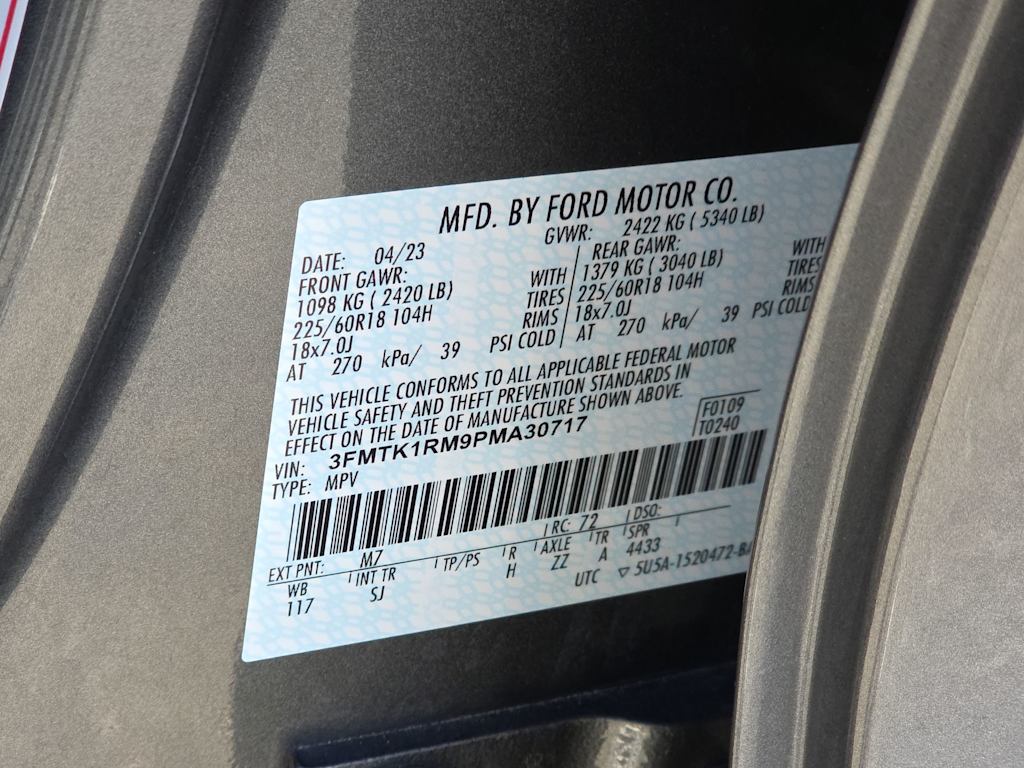 MFD. BY FORD MOTOR CO.
DATE: 04/23 GVWR: 2422 KG ( 5340 LB)
FRONT GAWR: REAR GAWR:
1098 KG ( 2420 LB) WITH 1379 KG ( 3040 LB) WITH
225/60R18 104H TIRES 225/60R18 104H TIRES
18x7.0J RIMS 18x7.0J RIMS
AT 270 kPa/ 39 PSI COLD AT 270 kPa/ 39 PSI COLD
THIS VEHICLE CONFORMS TO ALL APPLICABLE FEDERAL MOTOR
VEHICLE SAFETY AND THEFT PREVENTION STANDARDS IN
EFFECT ON THE DATE OF MANUFACTURE SHOWN ABOVE.
VIN: 3FMTK1RM9PMA30717 F0109
TYPE: MPV T0240
EXT PNT: M7 RC: 72 DSO:
WB INT TR TP/PS R AXLE TR SPR
117 SJ H ZZ A 4433
UTC ▽ 5U5A-1520472-